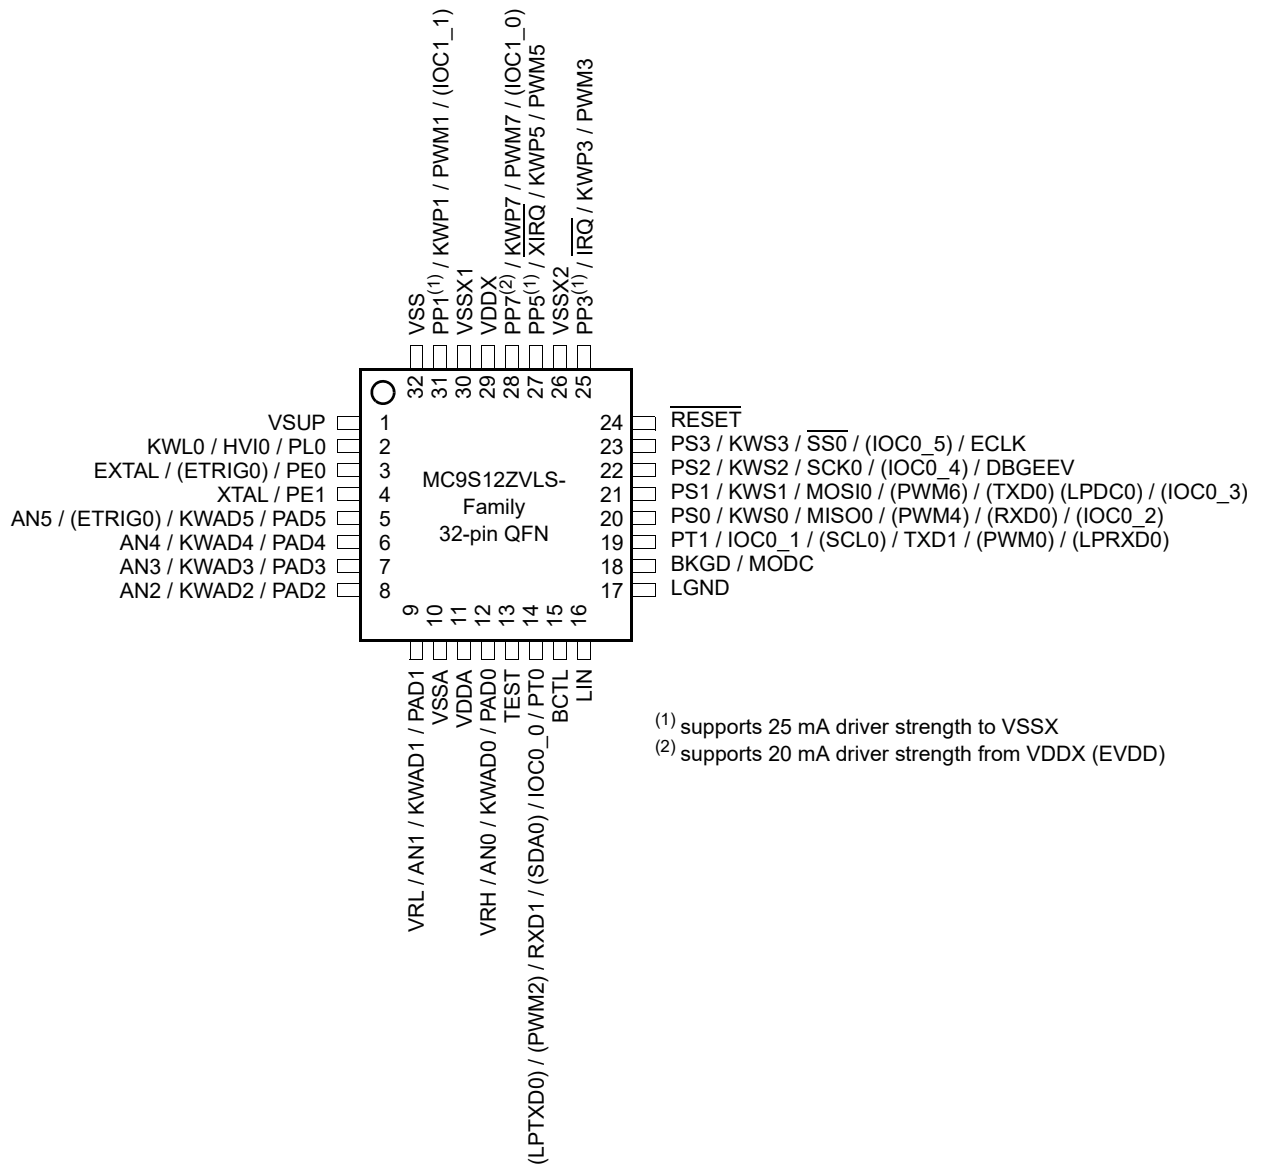 VSS
PP1(1) / KWP1 / PWM1 / (IOC1_1)
VSSX1
VDDX
PP7(2) / KWP7 / PWM7 / (IOC1_0)
PP5(1) / XIRQ / KWP5 / PWM5
VSSX2
PP3(1) / IRQ / KWP3 / PWM3
32
31
30
29
28
27
26
25
VSUP 1
KWL0 / HVI0 / PL0 2
EXTAL / (ETRIG0) / PE0 3
XTAL / PE1 4
AN5 / (ETRIG0) / KWAD5 / PAD5 5
AN4 / KWAD4 / PAD4 6
AN3 / KWAD3 / PAD3 7
AN2 / KWAD2 / PAD2 8
MC9S12ZVLS-
Family
32-pin QFN
24 RESET
23 PS3 / KWS3 / SS0 / (IOC0_5) / ECLK
22 PS2 / KWS2 / SCK0 / (IOC0_4) / DBGEEV
21 PS1 / KWS1 / MOSI0 / (PWM6) / (TXD0) (LPDC0) / (IOC0_3)
20 PS0 / KWS0 / MISO0 / (PWM4) / (RXD0) / (IOC0_2)
19 PT1 / IOC0_1 / (SCL0) / TXD1 / (PWM0) / (LPRXD0)
18 BKGD / MODC
17 LGND
9
10
11
12
13
14
15
16
VRL / AN1 / KWAD1 / PAD1
VSSA
VDDA
VRH / AN0 / KWAD0 / PAD0
TEST
(LPTXD0) / (PWM2) / RXD1 / (SDA0) / IOC0_0 / PT0
BCTL
LIN
(1) supports 25 mA driver strength to VSSX
(2) supports 20 mA driver strength from VDDX (EVDD)